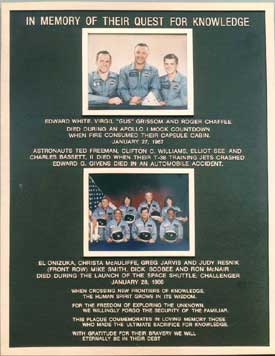 IN MEMORY OF THEIR QUEST FOR KNOWLEDGE
EDWARD WHITE, VIRGIL "GUS" GRISSOM AND ROGER CHAFFEE
DIED DURING AN APOLLO I MOCK COUNTDOWN
WHEN FIRE CONSUMED THEIR CAPSULE CABIN.
JANUARY 27, 1967
ASTRONAUTS TED FREEMAN, CLIFTON C. WILLIAMS, ELLIOT SEE AND
CHARLES BASSETT, II DIED WHEN THEIR T-38 TRAINING JETS CRASHED
EDWARD G. GIVENS DIED IN AN AUTOMOBILE ACCIDENT.
EL ONIZUKA, CHRISTA McAULIFFE, GREG JARVIS AND JUDY RESNIK
(FRONT ROW) MIKE SMITH, DICK SCOBEE AND RON McNAIR
DIED DURING THE LAUNCH OF THE SPACE SHUTTLE, CHALLENGER
JANUARY 28, 1986
WHEN CROSSING NEW FRONTIERS OF KNOWLEDGE,
THE HUMAN SPIRIT GROWS IN ITS WISDOM.
FOR THE FREEDOM OF EXPLORING THE UNKNOWN,
WE WILLINGLY FORGO THE SECURITY OF THE FAMILIAR.
THIS PLAQUE COMMEMORATES IN LOVING MEMORY THOSE
WHO MADE THE ULTIMATE SACRIFICE FOR KNOWLEDGE.
WITH GRATITUDE FOR THEIR BRAVERY WE WILL
ETERNALLY BE IN THEIR DEBT